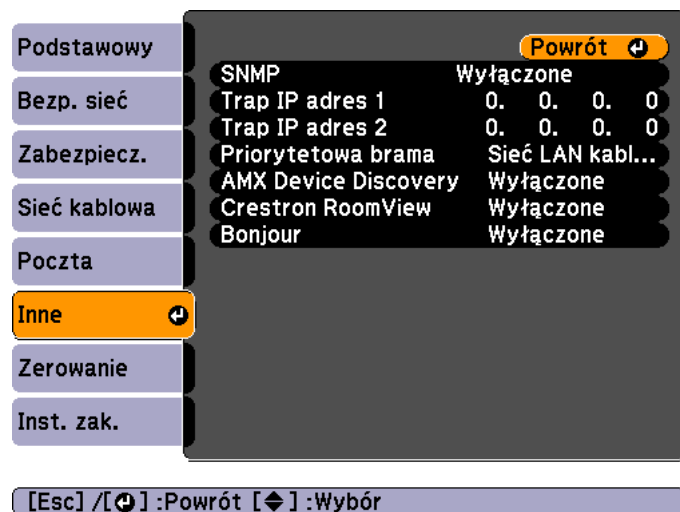 Podstawowy
Bezp. sieć
Zabezpiecz.
Sieć kablowa
Poczta
Inne
Zerowanie
Inst. zak.
Powrót
SNMP Wyłączone
Trap IP adres 1 0. 0. 0. 0
Trap IP adres 2 0. 0. 0. 0
Priorytetowa brama Sieć LAN kabl...
AMX Device Discovery Wyłączone
Crestron RoomView Wyłączone
Bonjour Wyłączone
[Esc] /[⏎] :Powrót [◆] :Wybór